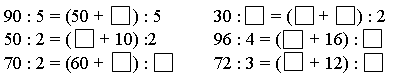 90 : 5 = (50 + □) : 5    30 : □ = (□ + □) : 2
50 : 2 = (□ + 10) :2    96 : 4 = (□ + 16) : □
70 : 2 = (60 + □) : □    72 : 3 = (□ + 12) : □